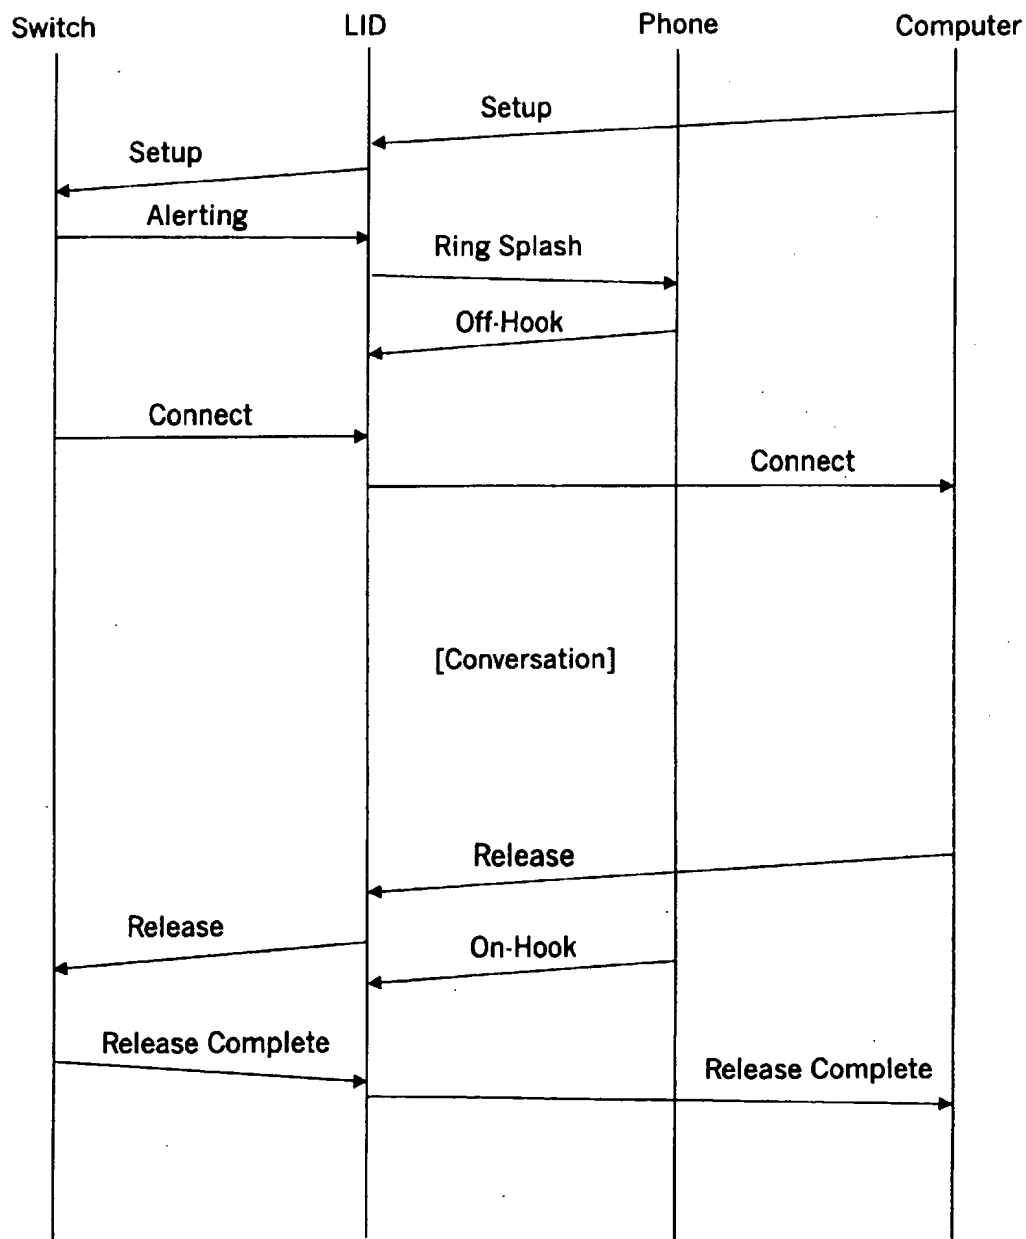 Switch LID Phone Computer
Setup
Setup
Alerting
Ring Splash
Off-Hook
Connect
Connect
[Conversation]
Release
Release
On-Hook
Release Complete
Release Complete